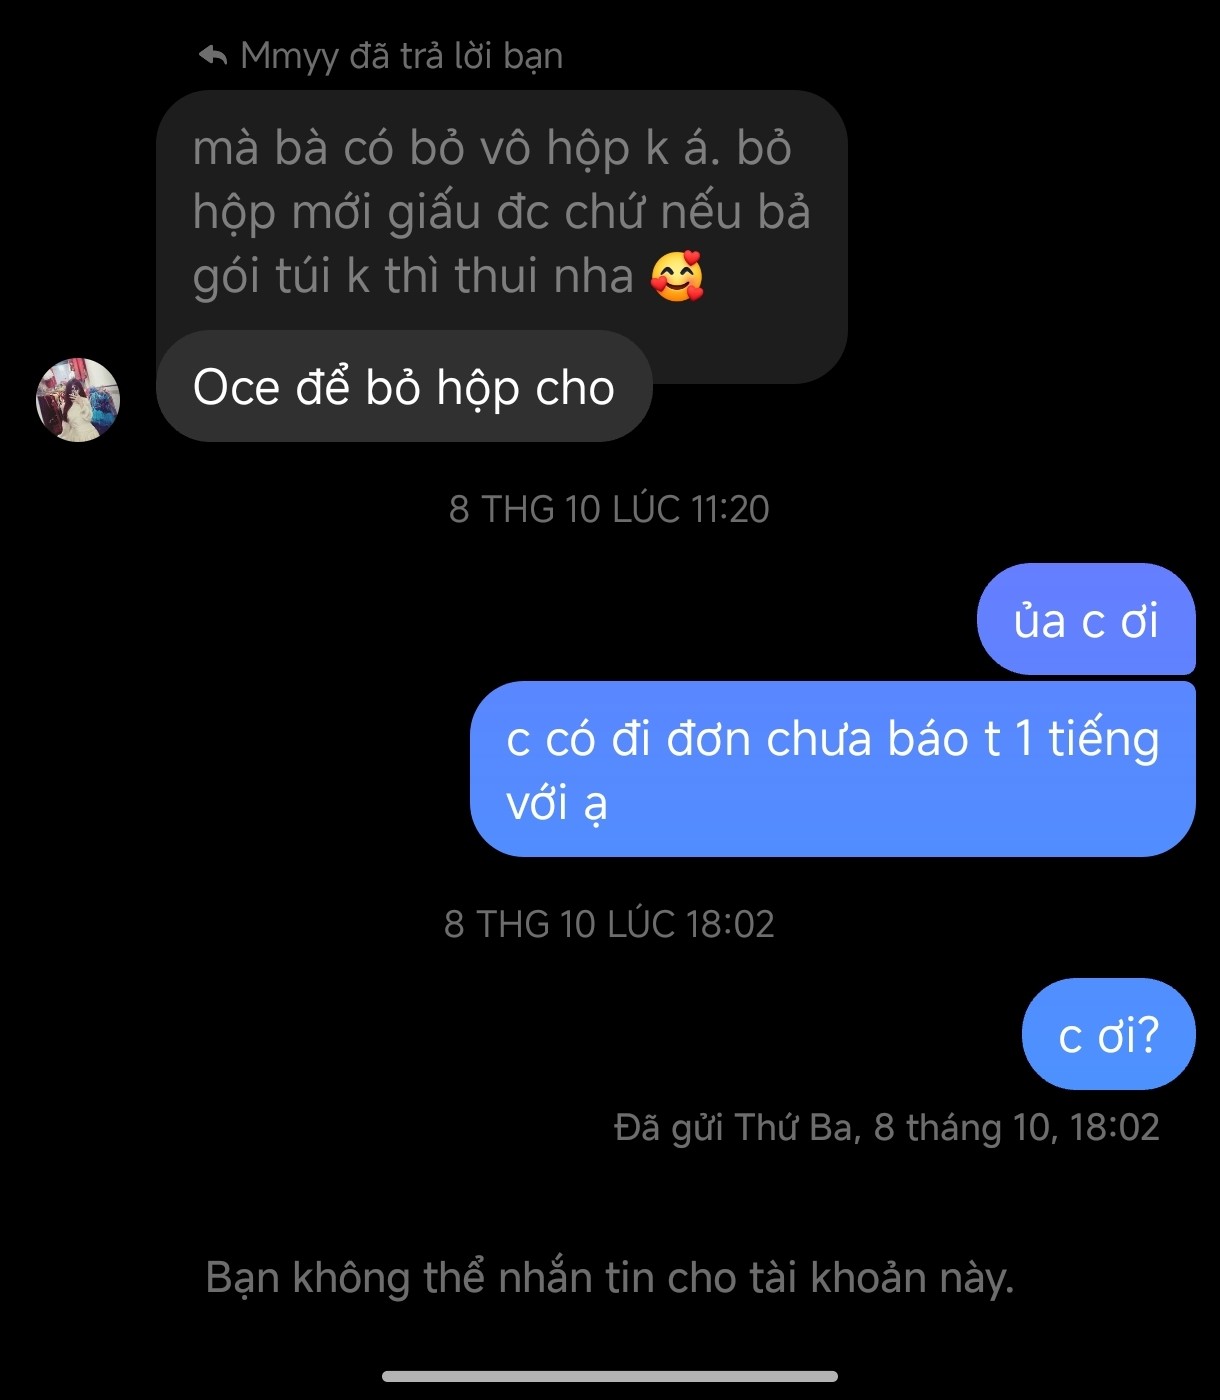 Mmyy đã trả lời bạn
mà bà có bỏ vô hộp k á. bỏ
hộp mới giấu đc chứ nếu bả
gói túi k thì thui nha 🥰
Oce để bỏ hộp cho
8 THG 10 LÚC 11:20
ủa c ơi
c có đi đơn chưa báo t 1 tiếng
với ạ
8 THG 10 LÚC 18:02
c ơi?
Đã gửi Thứ Ba, 8 tháng 10, 18:02
Bạn không thể nhắn tin cho tài khoản này.